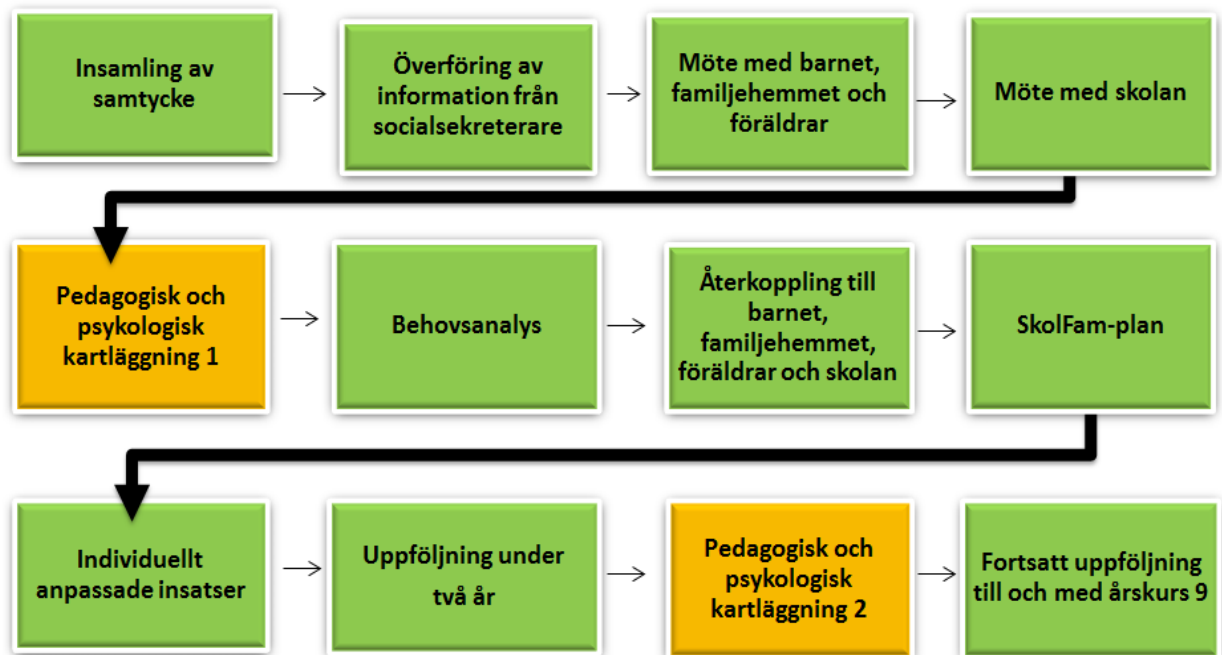 Insamling av
samtycke
Överföring av
information från
socialsekreterare
Möte med barnet,
familjehemmet och
föräldrar
Möte med skolan
Pedagogisk och
psykologisk
kartläggning 1
Behovsanalys
Återkoppling till
barnet,
familjehemmet,
föräldrar och skolan
SkolFam-plan
Individuellt
anpassade insatser
Uppföljning under
två år
Pedagogisk och
psykologisk
kartläggning 2
Fortsatt uppföljning
till och med årskurs 9